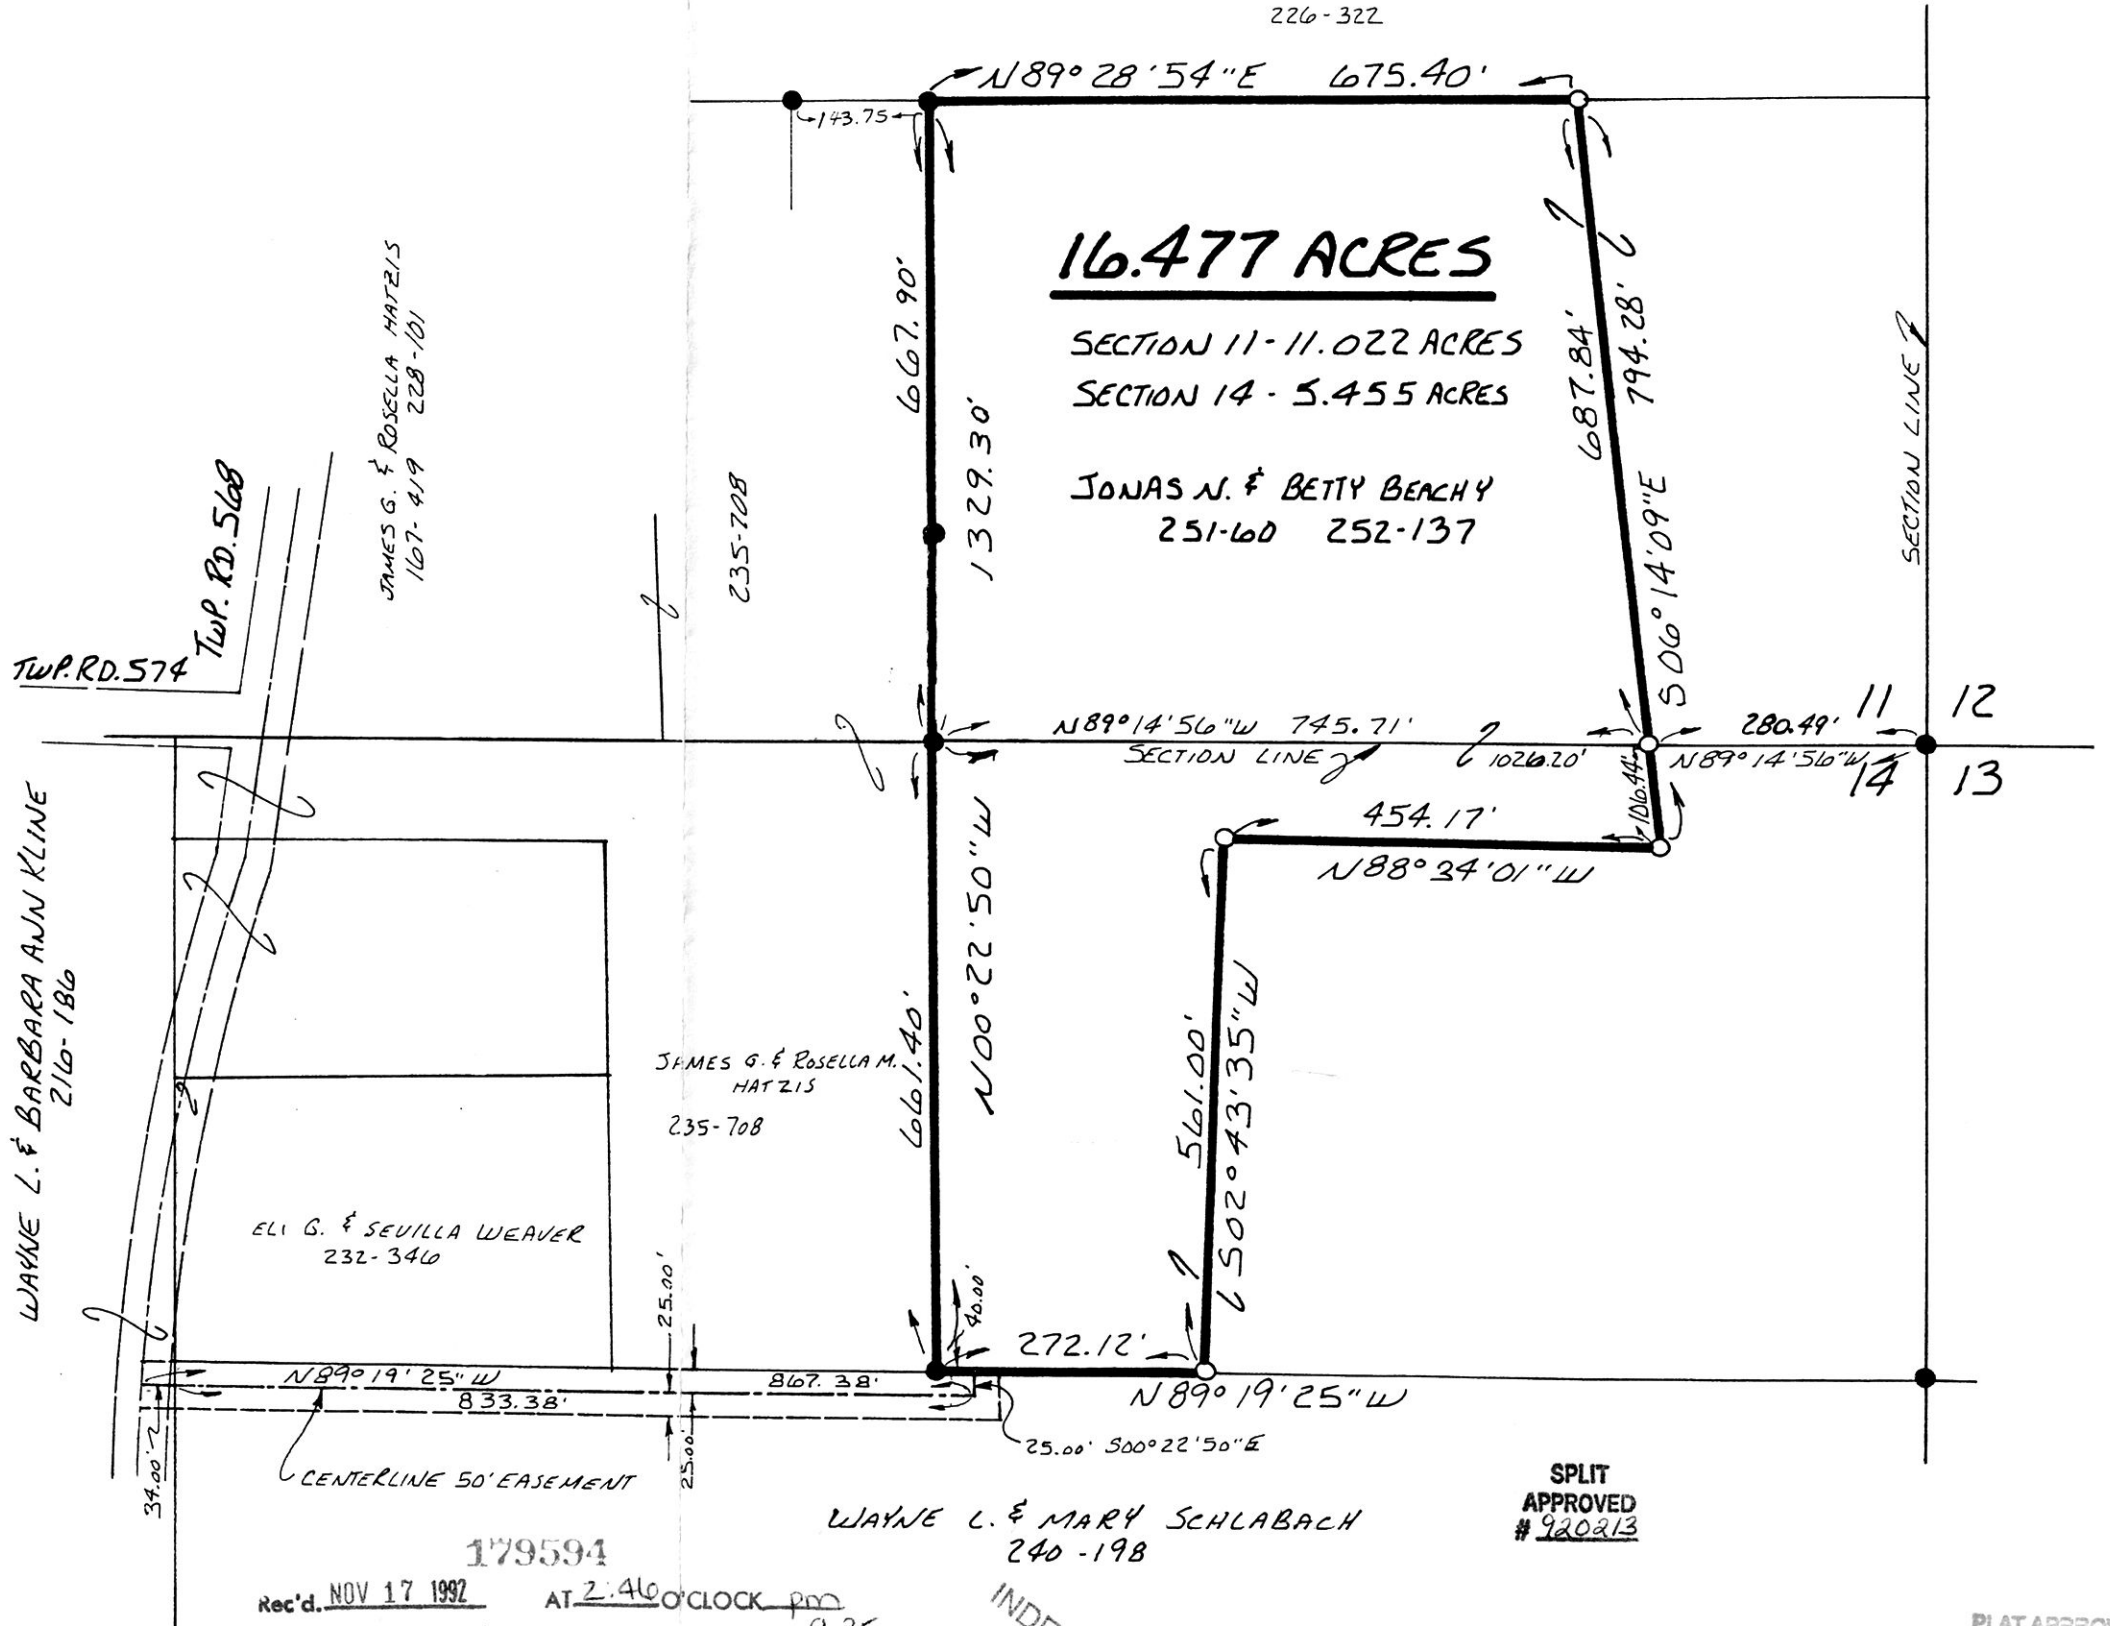 226-322
N89°28'54"E 675.40'
143.75
16.477 ACRES
SECTION 11-11.022 ACRES
SECTION 14 - 5.455 ACRES
JONAS N. & BETTY BEACHY
251-60 252-137
667.90'
1329.30'
687.84'
794.28'
S06°14'09"E
SECTION LINE
JAMES G. & ROSELLA HATZIS
167-419 228-101
235-708
TWP. RD. 568
TWP. RD. 574
N89°14'56"W 745.71'
SECTION LINE
1026.20'
280.49'
N89°14'56"W
11 12
14 13
106.44'
454.17'
N88°34'01"W
WAYNE L. & BARBARA ANN KLINE
216-186
661.40'
N00°22'50"W
561.00'
S02°43'35"W
JAMES G. & ROSELLA M.
HATZIS
235-708
ELI G. & SEVILLA WEAVER
232-346
25.00'
40.00'
272.12'
N89°19'25"W
N89°19'25"W
867.38'
833.38'
34.00'
25.00'
25.00' S00°22'50"E
CENTERLINE 50' EASEMENT
WAYNE L. & MARY SCHLABACH
240-198
SPLIT
APPROVED
# 920213
179594
Rec'd. NOV 17 1992 AT 2:46 O'CLOCK pm